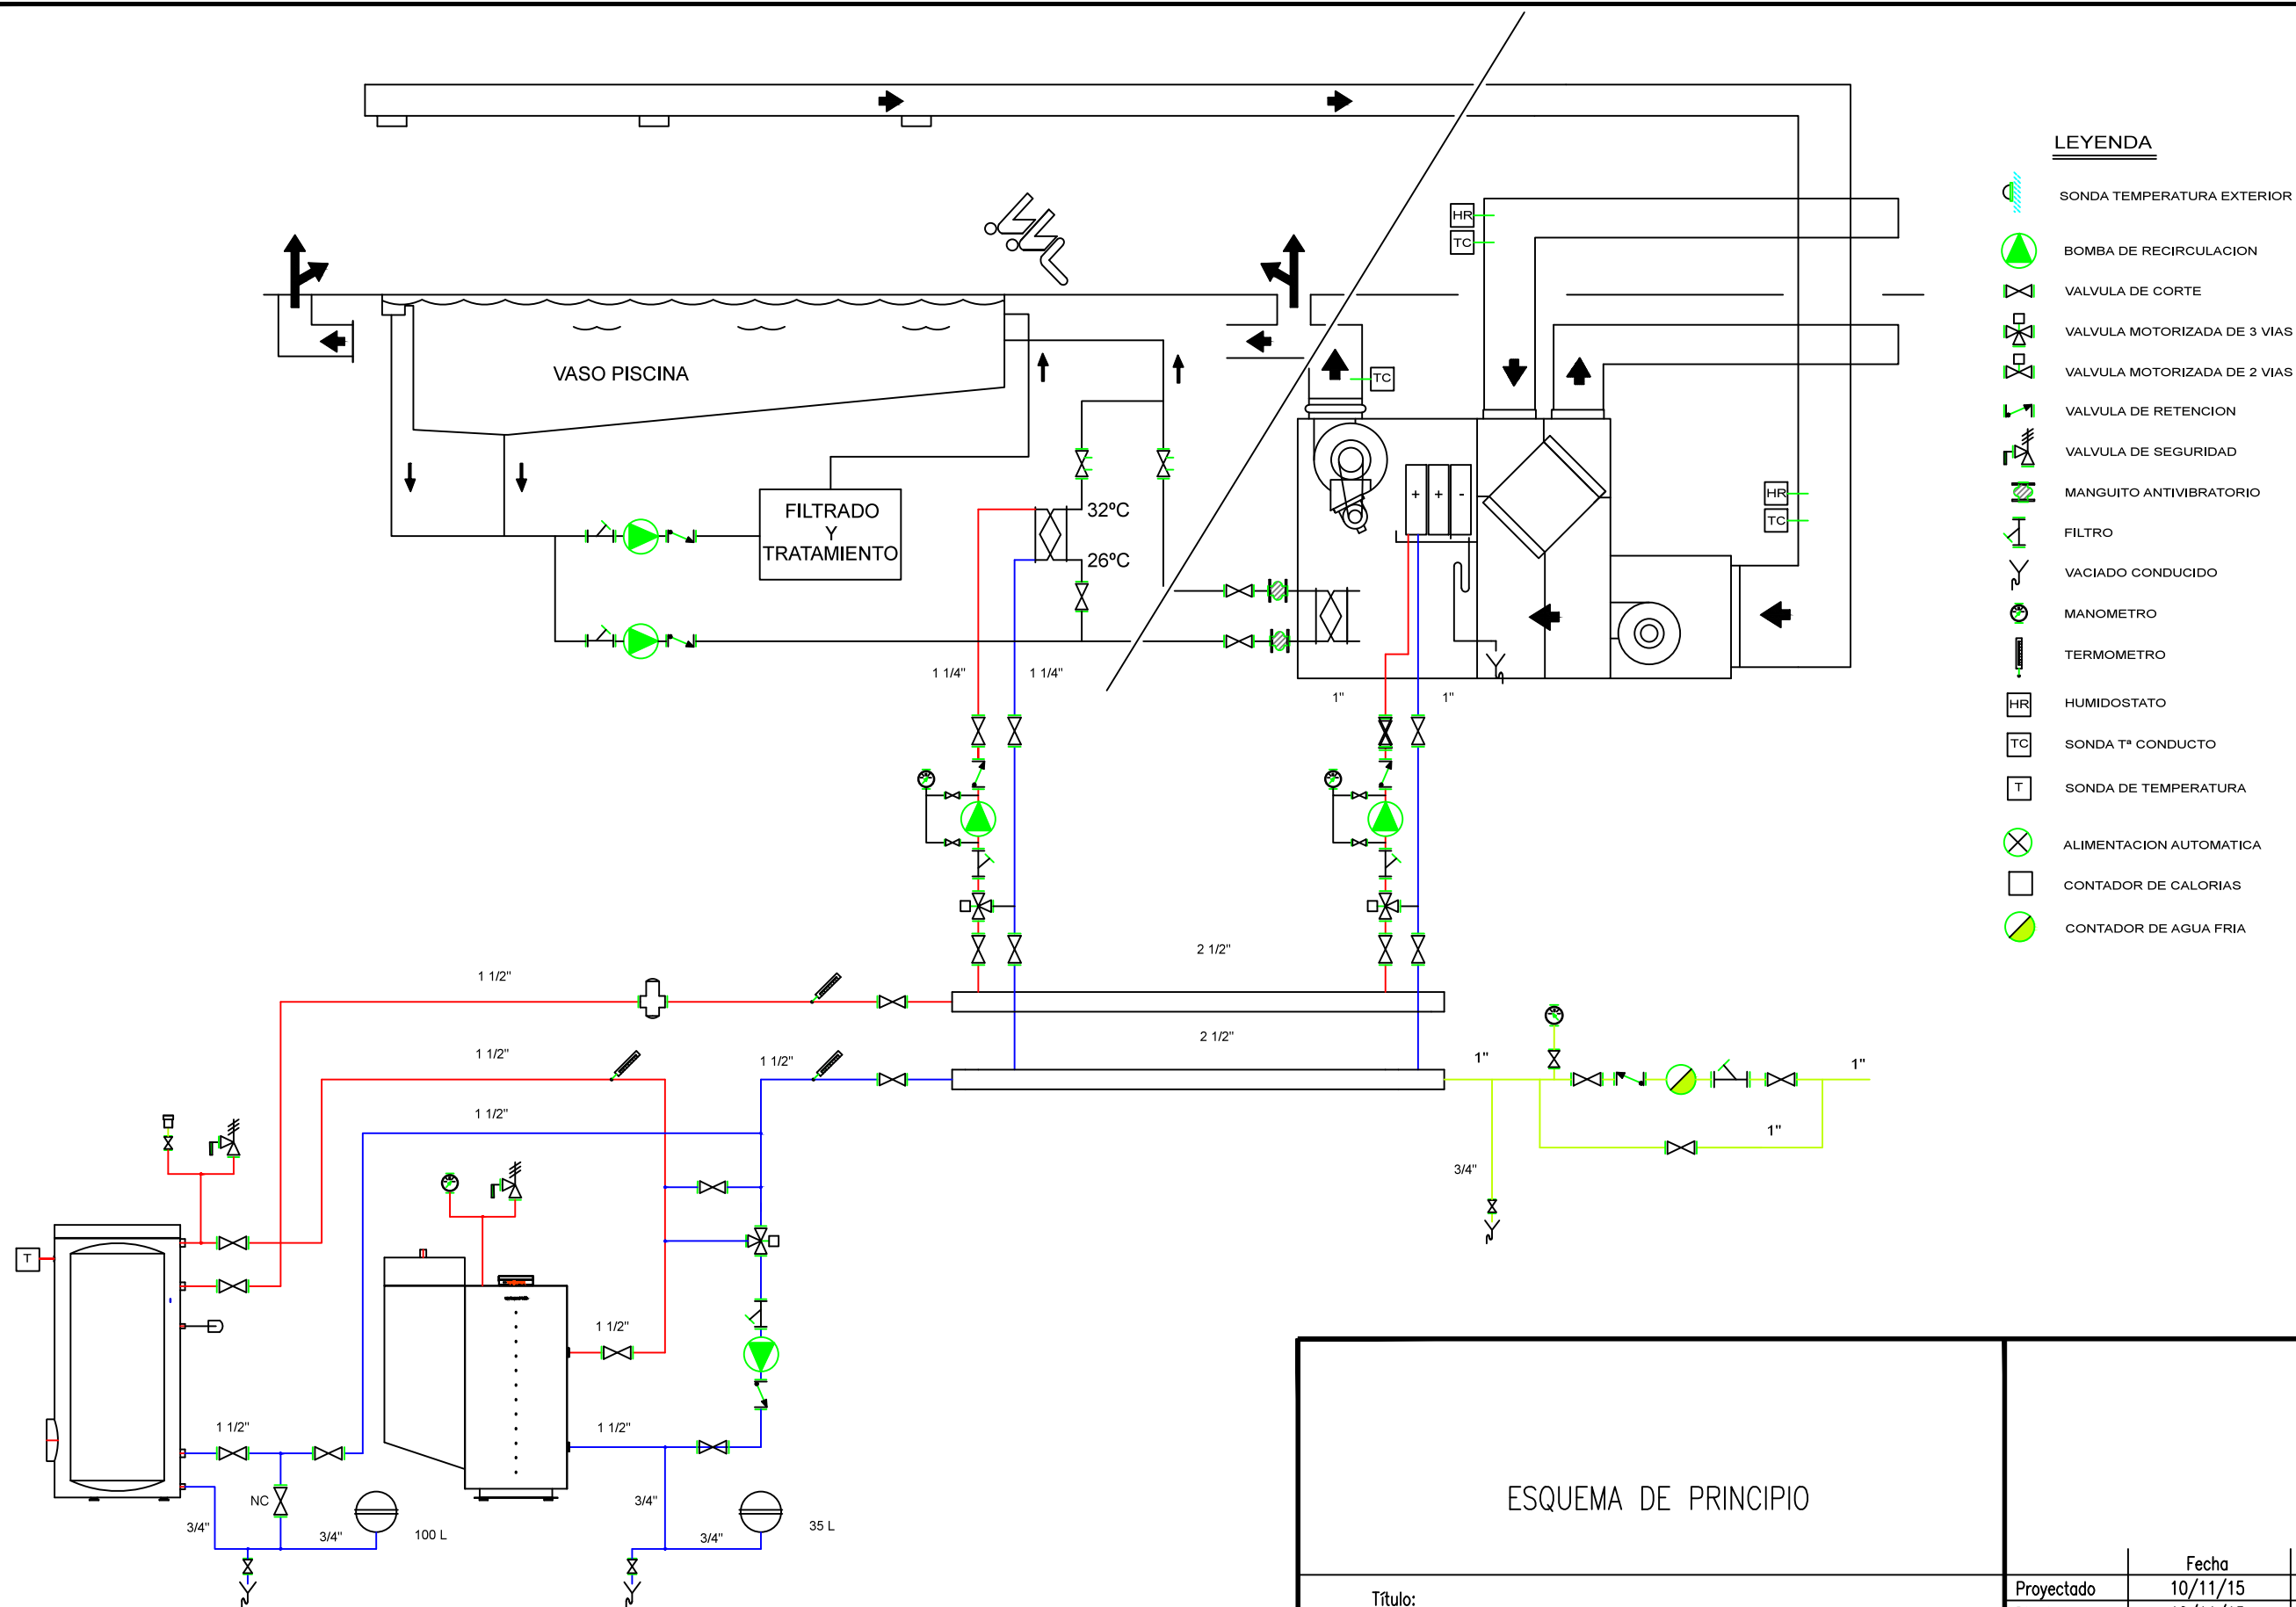 LEYENDA
SONDA TEMPERATURA EXTERIOR
BOMBA DE RECIRCULACION
VALVULA DE CORTE
VALVULA MOTORIZADA DE 3 VIAS
VALVULA MOTORIZADA DE 2 VIAS
VALVULA DE RETENCION
VALVULA DE SEGURIDAD
MANGUITO ANTIVIBRATORIO
FILTRO
VACIADO CONDUCIDO
MANOMETRO
TERMOMETRO
HR HUMIDOSTATO
TC SONDA Tª CONDUCTO
T SONDA DE TEMPERATURA
ALIMENTACION AUTOMATICA
CONTADOR DE CALORIAS
CONTADOR DE AGUA FRIA
HR
TC
VASO PISCINA
TC
FILTRADO
Y
TRATAMIENTO
32ºC
26ºC
+ + -
HR
TC
1 1/4" 1 1/4"
1" 1"
2 1/2"
1 1/2"
2 1/2"
1 1/2"
1 1/2"
1" 1"
1 1/2"
1"
3/4"
T
1 1/2"
1 1/2"
1 1/2"
NC
3/4"
3/4"
100 L
3/4"
3/4"
35 L
ESQUEMA DE PRINCIPIO
Título:
Fecha
Proyectado 10/11/15